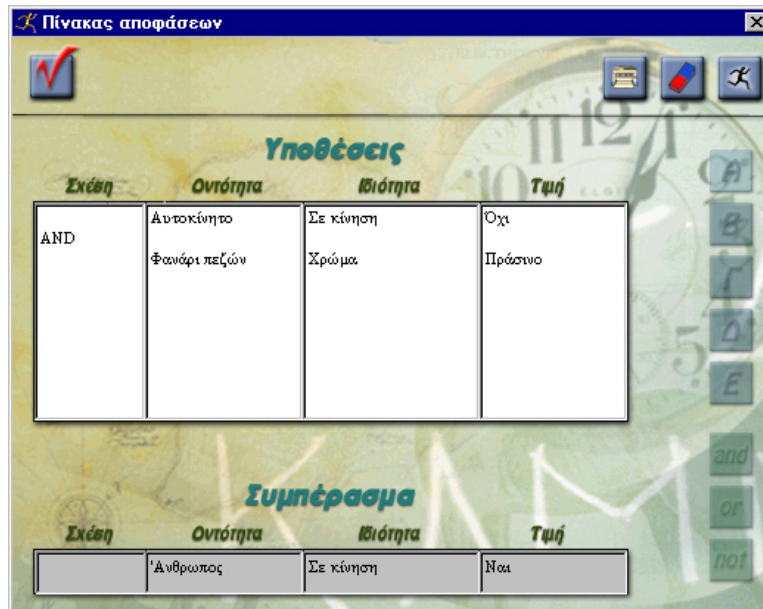 Πίνακας αποφάσεων
Υποθέσεις
Σχέση Οντότητα Ιδιότητα Τιμή
Αυτοκίνητο Σε κίνηση Όχι
AND
Φανάρι πεζών Χρώμα Πράσινο
Συμπέρασμα
Σχέση Οντότητα Ιδιότητα Τιμή
'Ανθρωπος Σε κίνηση Ναι
Α
Β
Γ
Δ
Ε
and
or
not